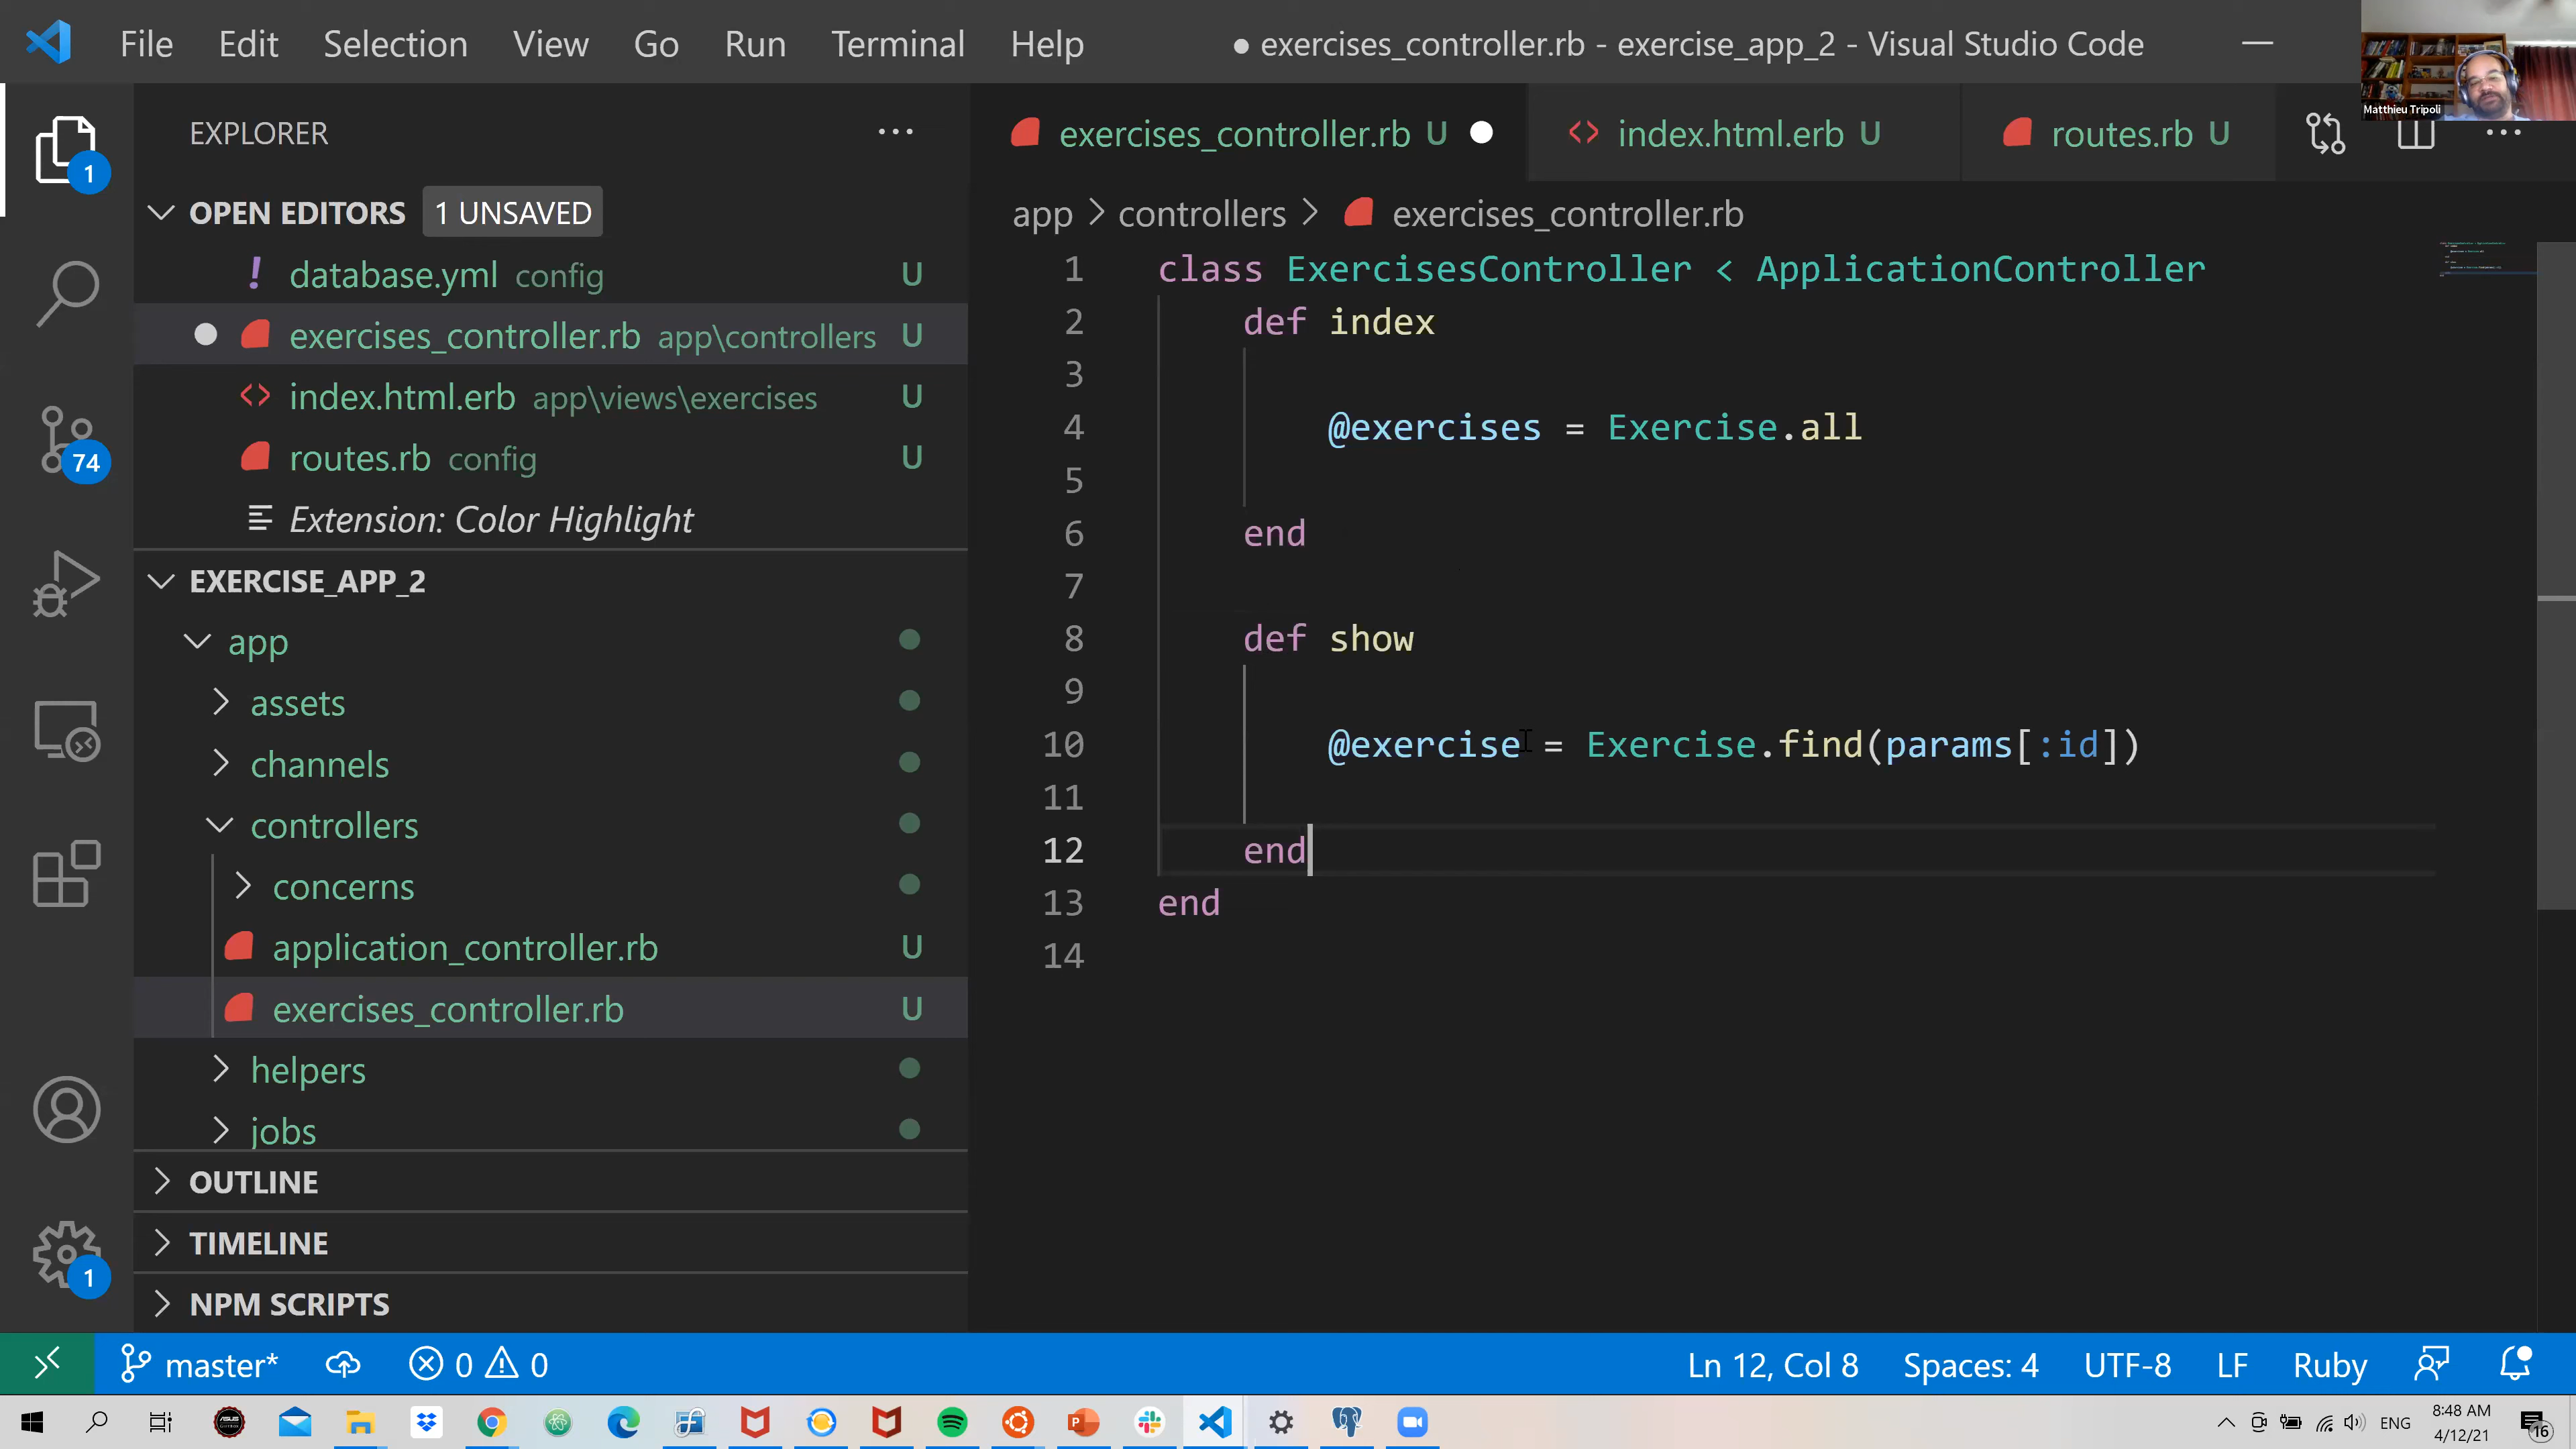 File Edit Selection View Go Run Terminal Help
● exercises_controller.rb - exercise_app_2 - Visual Studio Code
Matthieu Tripoli
EXPLORER
OPEN EDITORS 1 UNSAVED
database.yml config U
exercises_controller.rb app\controllers U
index.html.erb app\views\exercises U
routes.rb config U
Extension: Color Highlight
EXERCISE_APP_2
app
assets
channels
controllers
concerns
application_controller.rb U
exercises_controller.rb U
helpers
jobs
OUTLINE
TIMELINE
NPM SCRIPTS
1
74
1
exercises_controller.rb U
index.html.erb U
routes.rb U
app > controllers > exercises_controller.rb
1 class ExercisesController < ApplicationController
2 def index
3
4 @exercises = Exercise.all
5
6 end
7
8 def show
9
10 @exercise = Exercise.find(params[:id])
11
12 end
13 end
14
master* 0 0
Ln 12, Col 8 Spaces: 4 UTF-8 LF Ruby
ENG
8:48 AM
4/12/21
16